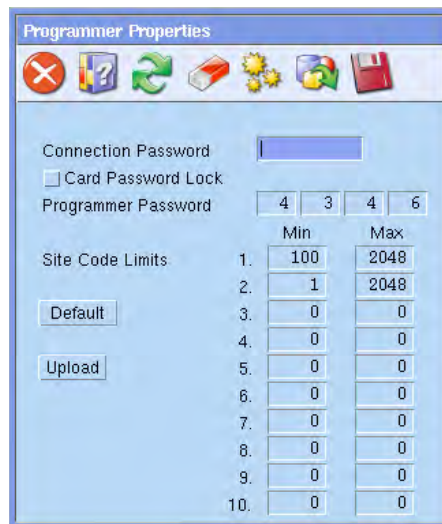 Programmer Properties
?
Connection Password
Card Password Lock
Programmer Password 4 3 4 6
Min Max
Site Code Limits 1. 100 2048
2. 1 2048
Default 3. 0 0
4. 0 0
Upload 5. 0 0
6. 0 0
7. 0 0
8. 0 0
9. 0 0
10. 0 0